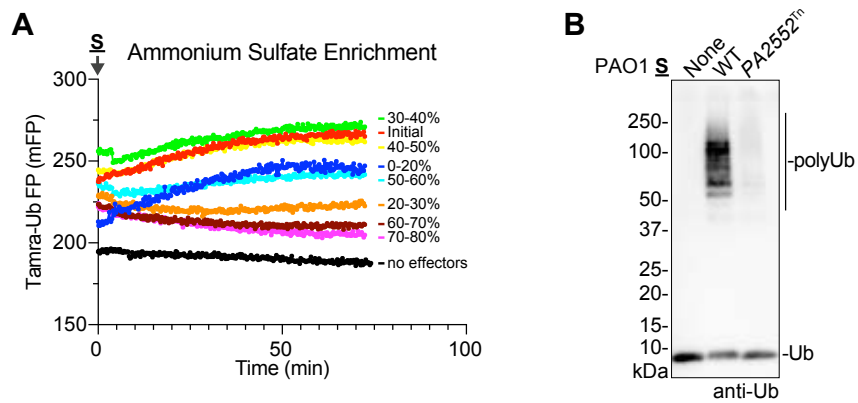 A
S
Ammonium Sulfate Enrichment
Tamra-Ub FP (mFP)
300
250
200
150
0
50
100
Time (min)
30-40%
Initial
40-50%
0-20%
50-60%
20-30%
60-70%
70-80%
no effectors
B
PAO1 S
None
WT
PA2552Tn
250-
100-
50-
37-
25-
20-
15-
10-
kDa
-polyUb
-Ub
anti-Ub